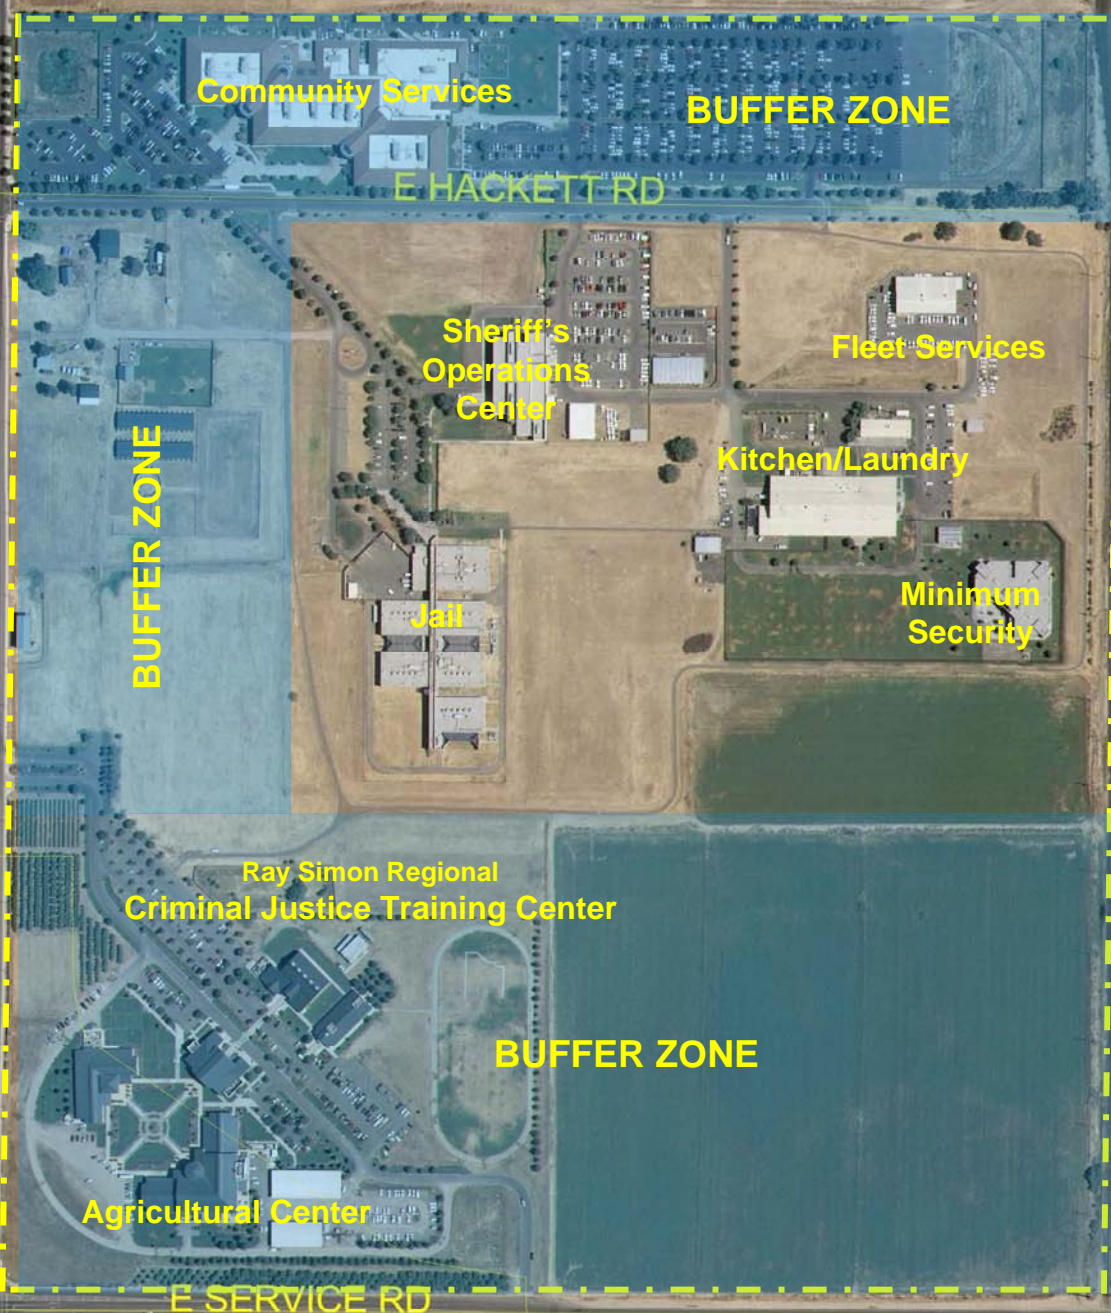 Community Services
BUFFER ZONE
E HACKETT RD
Sheriff's
Operations
Center
Fleet Services
Kitchen/Laundry
BUFFER ZONE
Jail
Minimum
Security
Ray Simon Regional
Criminal Justice Training Center
BUFFER ZONE
Agricultural Center
E SERVICE RD